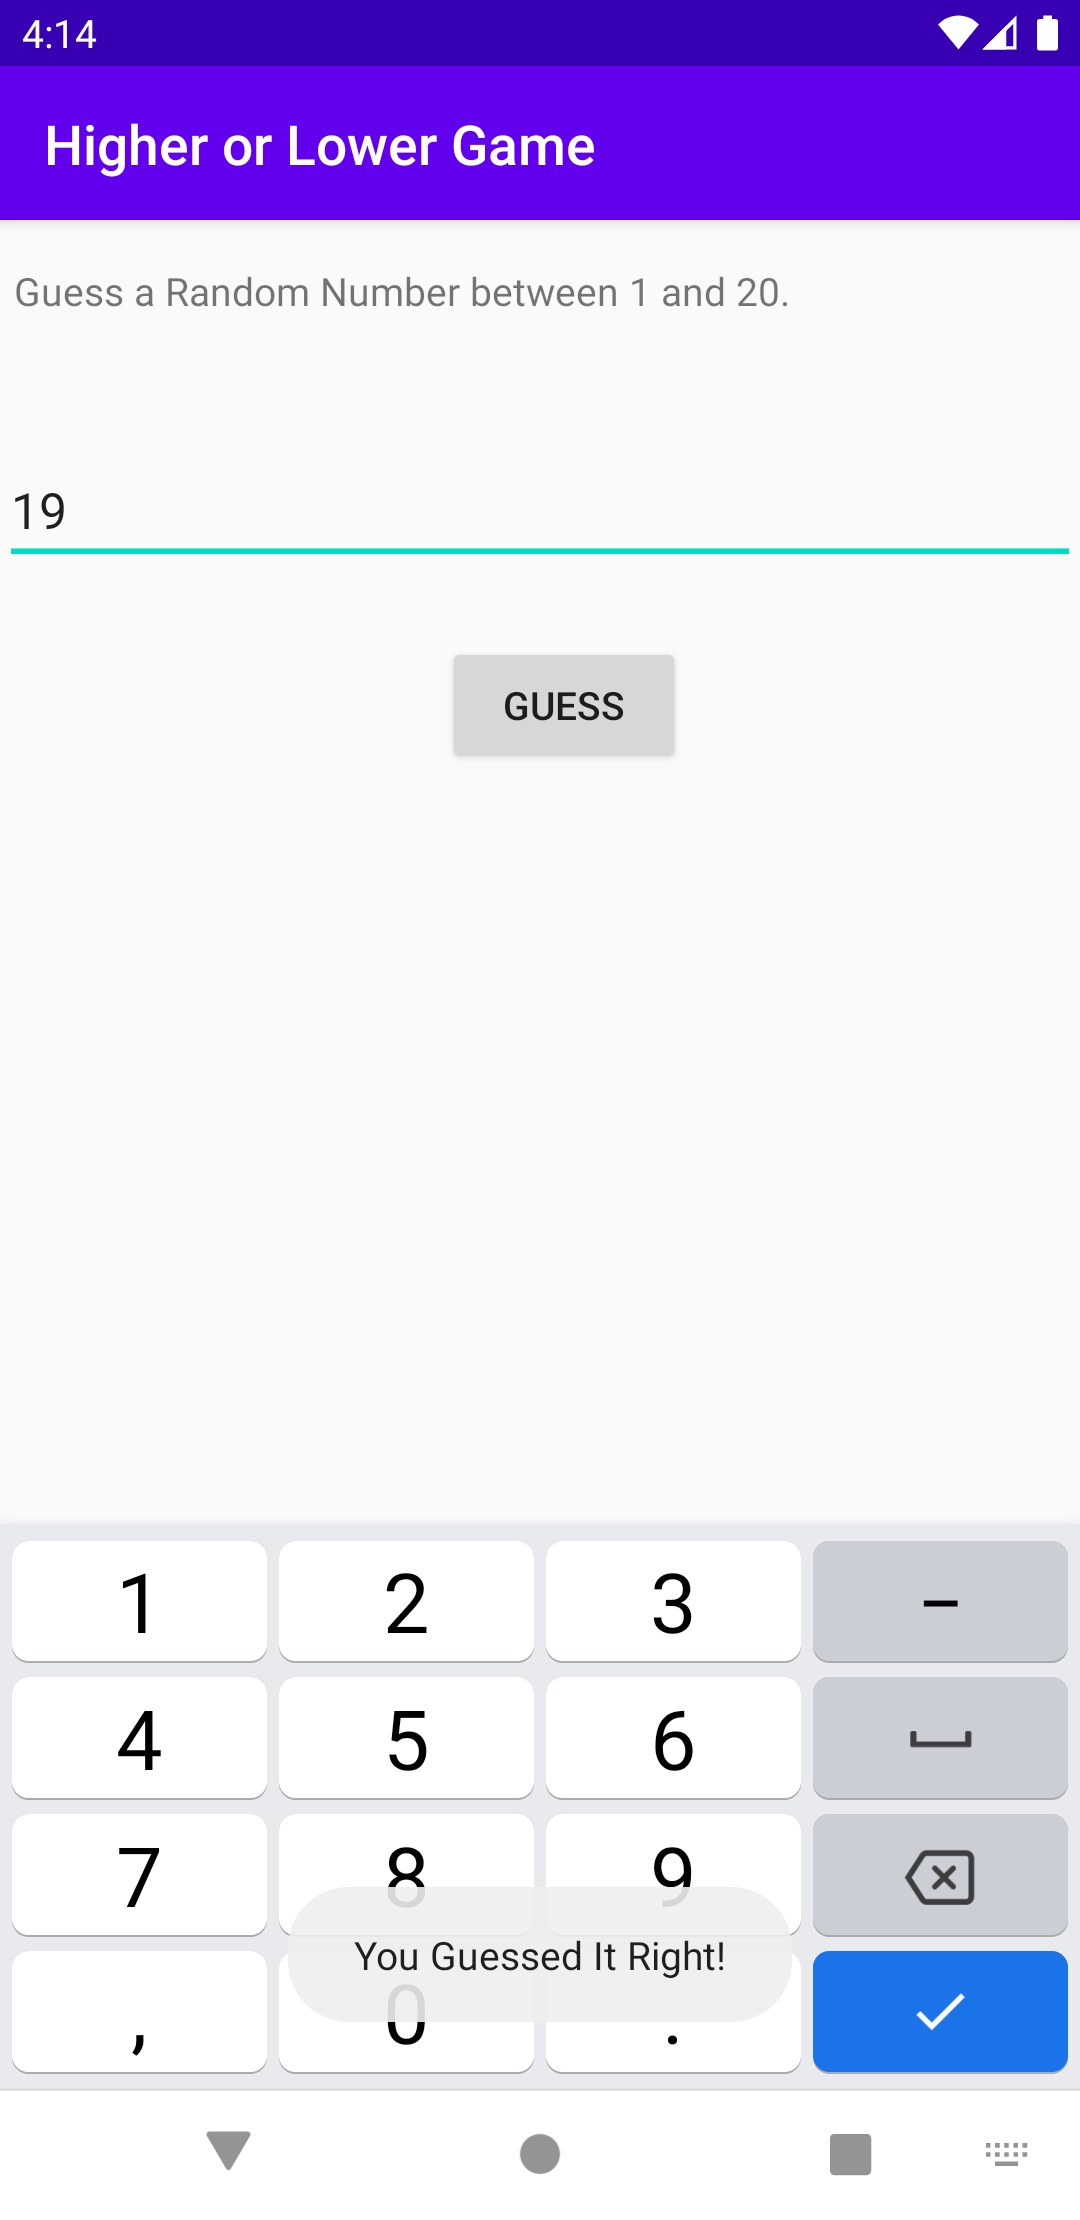 4:14
Higher or Lower Game
Guess a Random Number between 1 and 20.
19
GUESS
1 2 3 –
4 5 6
7 8 9
You Guessed It Right!
, 0 .